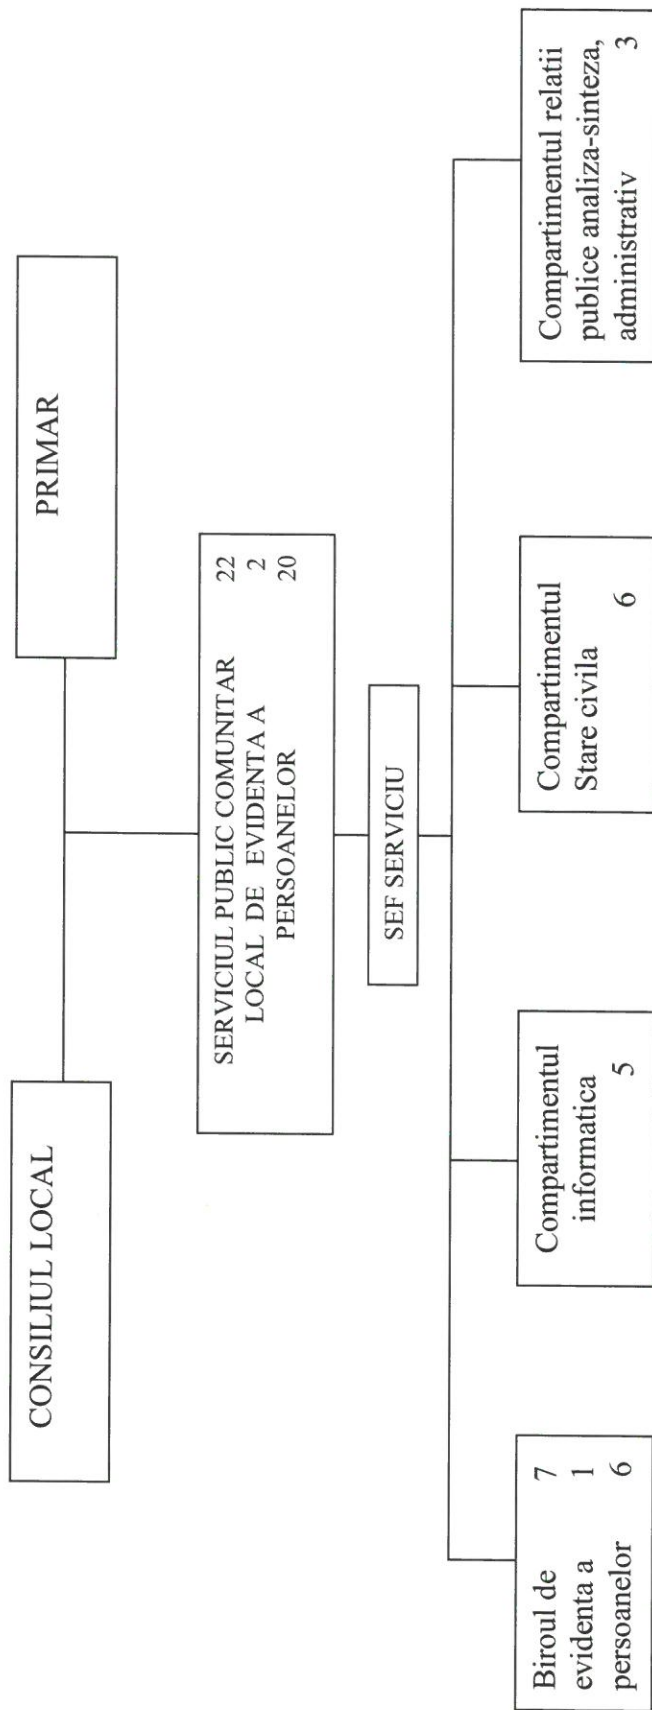 CONSILIUL LOCAL
PRIMAR
SERVICIUL PUBLIC COMUNITAR 22
LOCAL DE EVIDENTA A 2
PERSOANELOR 20
SEF SERVICIU
Biroul de 7
evidenta a 1
persoanelor 6
Compartimentul
informatica
5
Compartimentul
Stare civila
6
Compartimentul relatii
publice analiza-sinteza,
administrativ 3